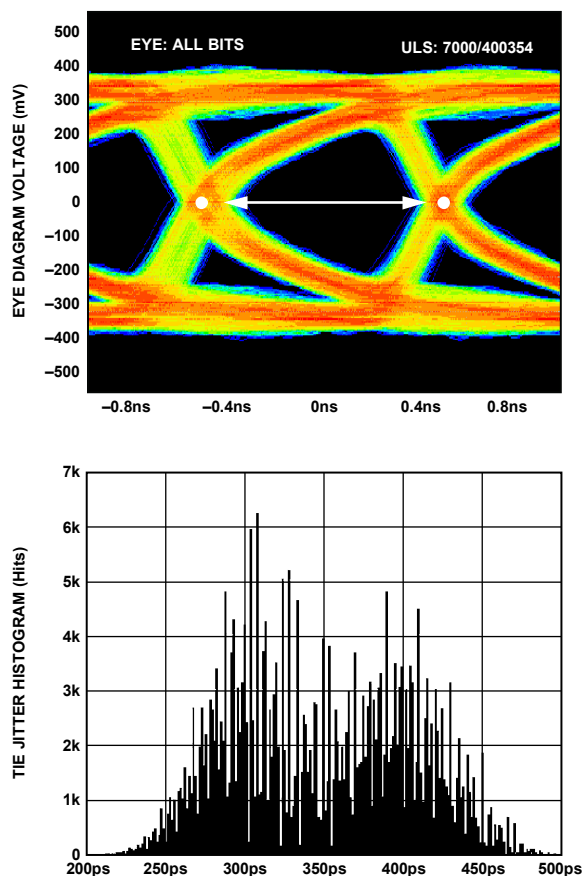 EYE: ALL BITS
ULS: 7000/400354
EYE DIAGRAM VOLTAGE (mV)
500
400
300
200
100
0
–100
–200
–300
–400
–500
–0.8ns –0.4ns 0ns 0.4ns 0.8ns
TIE JITTER HISTOGRAM (Hits)
7k
6k
5k
4k
3k
2k
1k
0
200ps 250ps 300ps 350ps 400ps 450ps 500ps